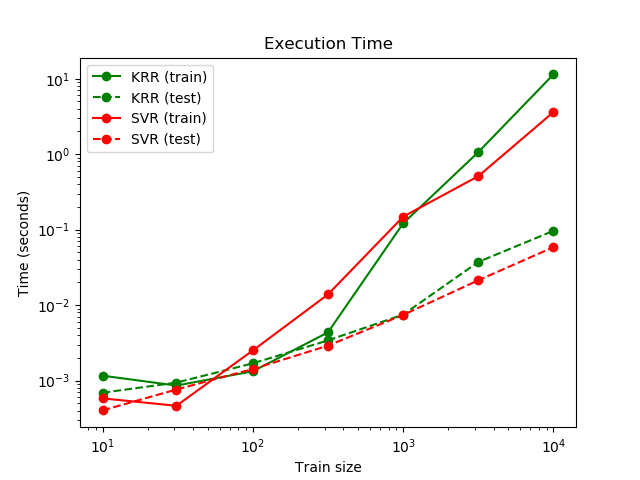 Execution Time
KRR (train)
KRR (test)
SVR (train)
SVR (test)
Time (seconds)
10¹
10⁰
10⁻¹
10⁻²
10⁻³
10¹ 10² 10³ 10⁴
Train size